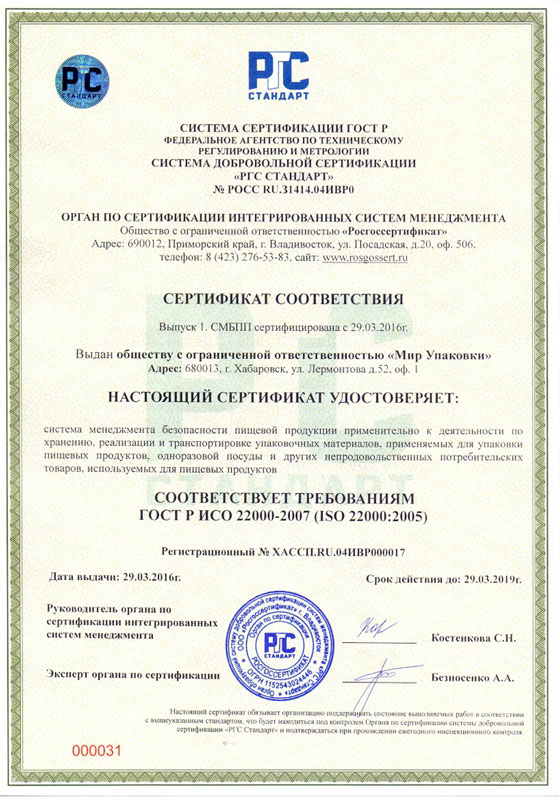 РГС
СТАНДАРТ
РГС
СТАНДАРТ
СИСТЕМА СЕРТИФИКАЦИИ ГОСТ Р
ФЕДЕРАЛЬНОЕ АГЕНТСТВО ПО ТЕХНИЧЕСКОМУ
РЕГУЛИРОВАНИЮ И МЕТРОЛОГИИ
СИСТЕМА ДОБРОВОЛЬНОЙ СЕРТИФИКАЦИИ
«РГС СТАНДАРТ»
№ РОСС RU.31414.04ИВР0
ОРГАН ПО СЕРТИФИКАЦИИ ИНТЕГРИРОВАННЫХ СИСТЕМ МЕНЕДЖМЕНТА
Общество с ограниченной ответственностью «Росгоссертификат»
Адрес: 690012, Приморский край, г. Владивосток, ул. Посадская, д.20, оф. 506.
телефон: 8 (423) 276-53-83, сайт: www.rosgossert.ru
СЕРТИФИКАТ СООТВЕТСТВИЯ
Выпуск 1. СМБПП сертифицирована с 29.03.2016г.
Выдан обществу с ограниченной ответственностью «Мир Упаковки»
Адрес: 680013, г. Хабаровск, ул. Лермонтова д.52, оф. 1
НАСТОЯЩИЙ СЕРТИФИКАТ УДОСТОВЕРЯЕТ:
система менеджмента безопасности пищевой продукции применительно к деятельности по
хранению, реализации и транспортировке упаковочных материалов, применяемых для упаковки
пищевых продуктов, одноразовой посуды и других непродовольственных потребительских
товаров, используемых для пищевых продуктов
СООТВЕТСТВУЕТ ТРЕБОВАНИЯМ
ГОСТ Р ИСО 22000-2007 (ISO 22000:2005)
Регистрационный № ХАССП.RU.04ИВР000017
Дата выдачи: 29.03.2016г.
Срок действия до: 29.03.2019г.
Руководитель органа по
сертификации интегрированных
систем менеджмента
Костенкова С.Н.
Эксперт органа по сертификации
Безносенко А.А.
ООО «Росгоссертификат» г. Владивосток
Орган по сертификации
РГС
СТАНДАРТ
РОСГОССЕРТИФИКАТ
ОГРН 1152543024446
Настоящий сертификат обязывает организацию поддерживать состояние выполняемых работ в соответствии
с вышеуказанным стандартом, что будет находиться под контролем Органа по сертификации системы добровольной
сертификации «РГС Стандарт» и подтверждаться при прохождении ежегодного инспекционного контроля
000031